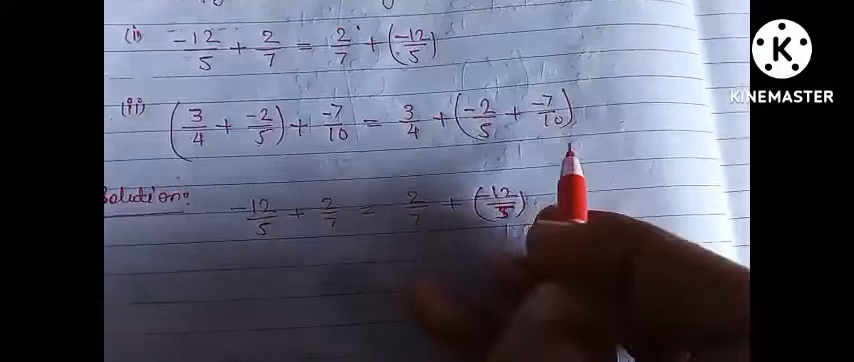 (i) -12/5 + 2/7 = 2/7 + (-12/5)
(ii) (3/4 + -2/5) + -7/10 = 3/4 + (-2/5 + -7/10)
Solution:
-12/5 + 2/7 = 2/7 + (-12/5)
K
KINEMASTER